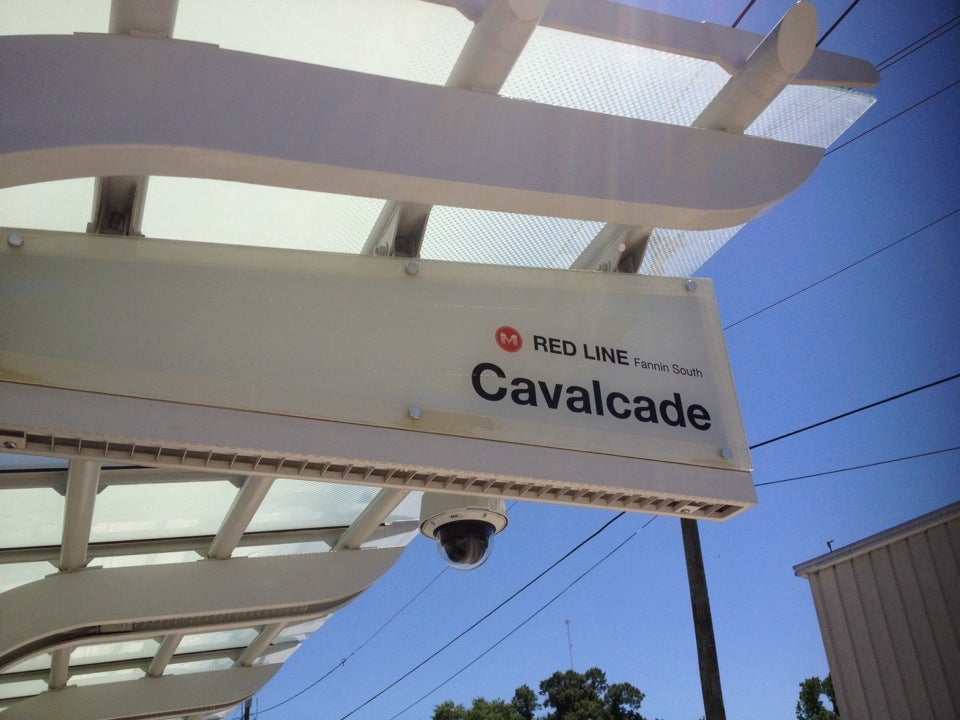 M RED LINE Fannin South
Cavalcade